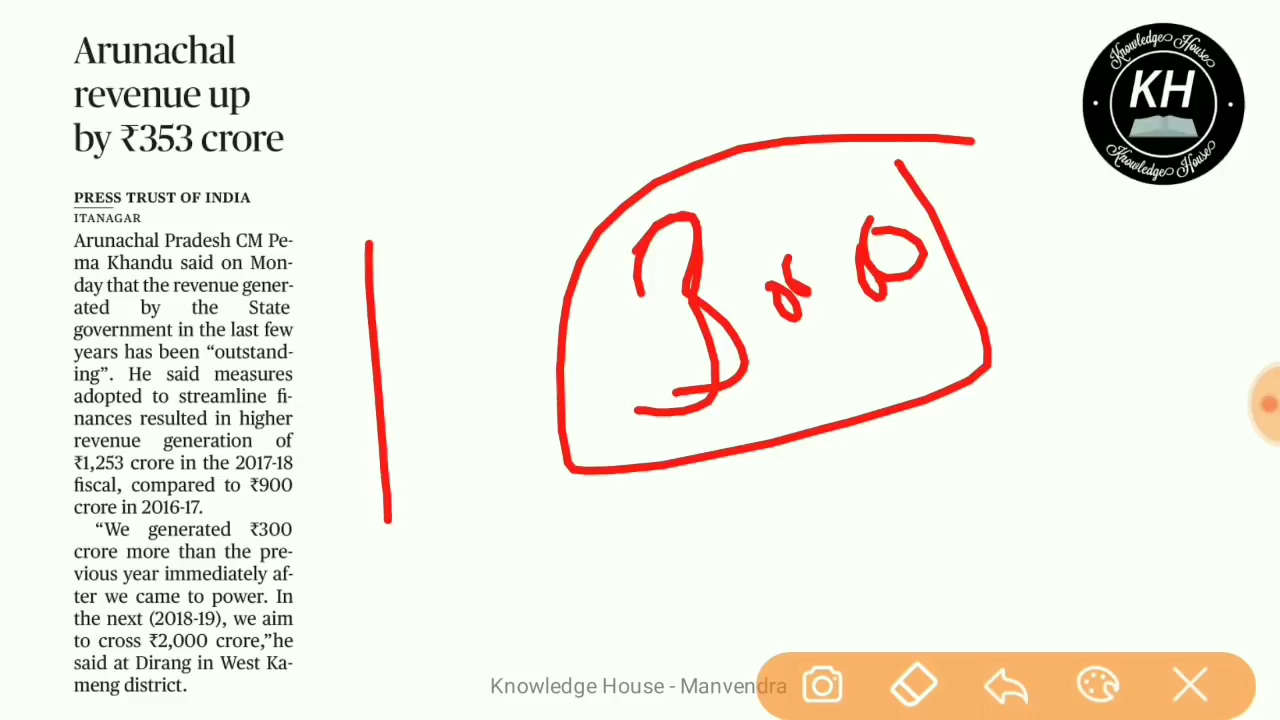 Arunachal
revenue up
by ₹353 crore
PRESS TRUST OF INDIA
ITANAGAR
Arunachal Pradesh CM Pe-
ma Khandu said on Mon-
day that the revenue gener-
ated by the State
government in the last few
years has been “outstand-
ing”. He said measures
adopted to streamline fi-
nances resulted in higher
revenue generation of
₹1,253 crore in the 2017-18
fiscal, compared to ₹900
crore in 2016-17.
“We generated ₹300
crore more than the pre-
vious year immediately af-
ter we came to power. In
the next (2018-19), we aim
to cross ₹2,000 crore,”he
said at Dirang in West Ka-
meng district.
Knowledge House
KH
Knowledge House
Knowledge House - Manvendra